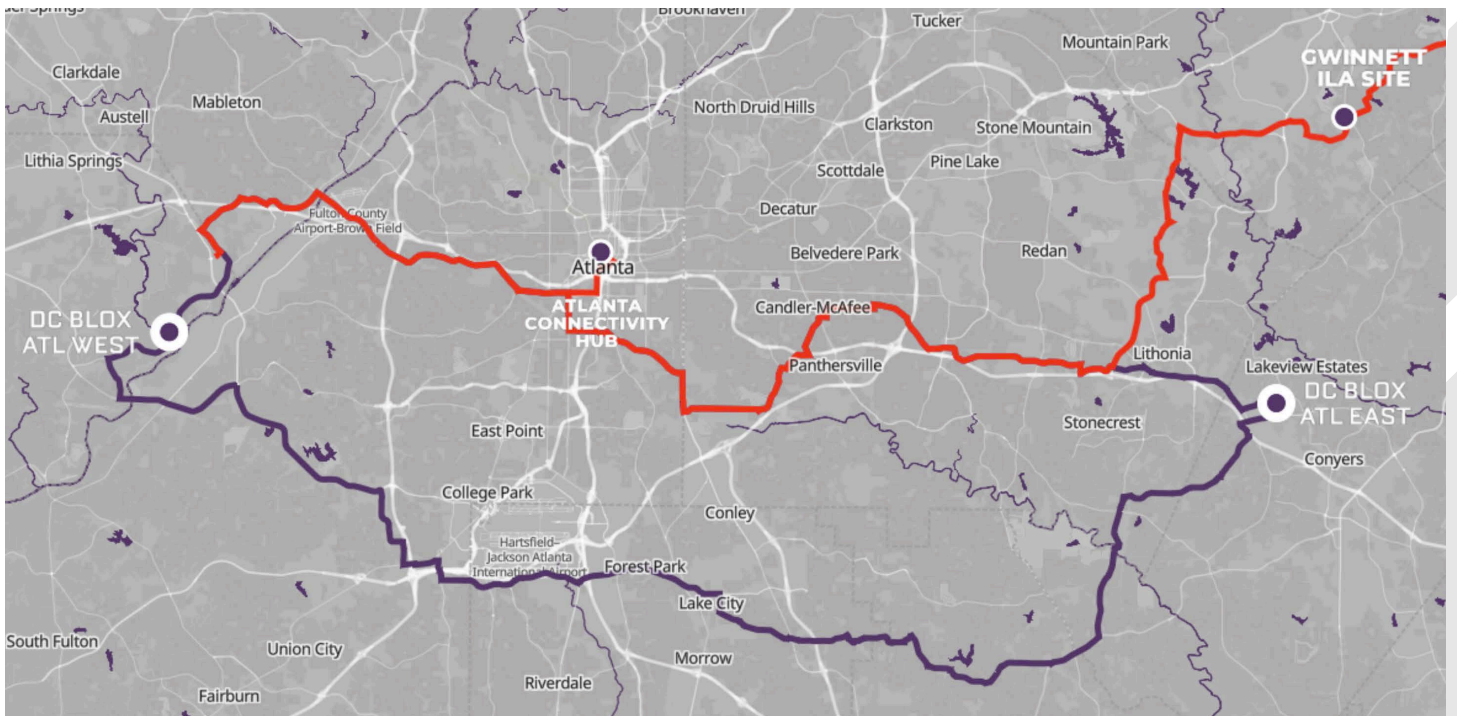 Brookhaven
Tucker
Mountain Park
GWINNETT
ILA SITE
Clarkdale
Mableton
Austell
North Druid Hills
Clarkston
Stone Mountain
Lithia Springs
Scottdale
Pine Lake
Decatur
Fulton County
Airport-Brown Field
Belvedere Park
Redan
Atlanta
ATLANTA
CONNECTIVITY
HUB
Candler-McAfee
DC BLOX
ATL WEST
Panthersville
Lithonia
Lakeview Estates
DC BLOX
ATL EAST
East Point
Stonecrest
Conyers
College Park
Conley
Hartsfield–
Jackson Atlanta
International Airport
Forest Park
Lake City
South Fulton
Union City
Morrow
Riverdale
Fairburn